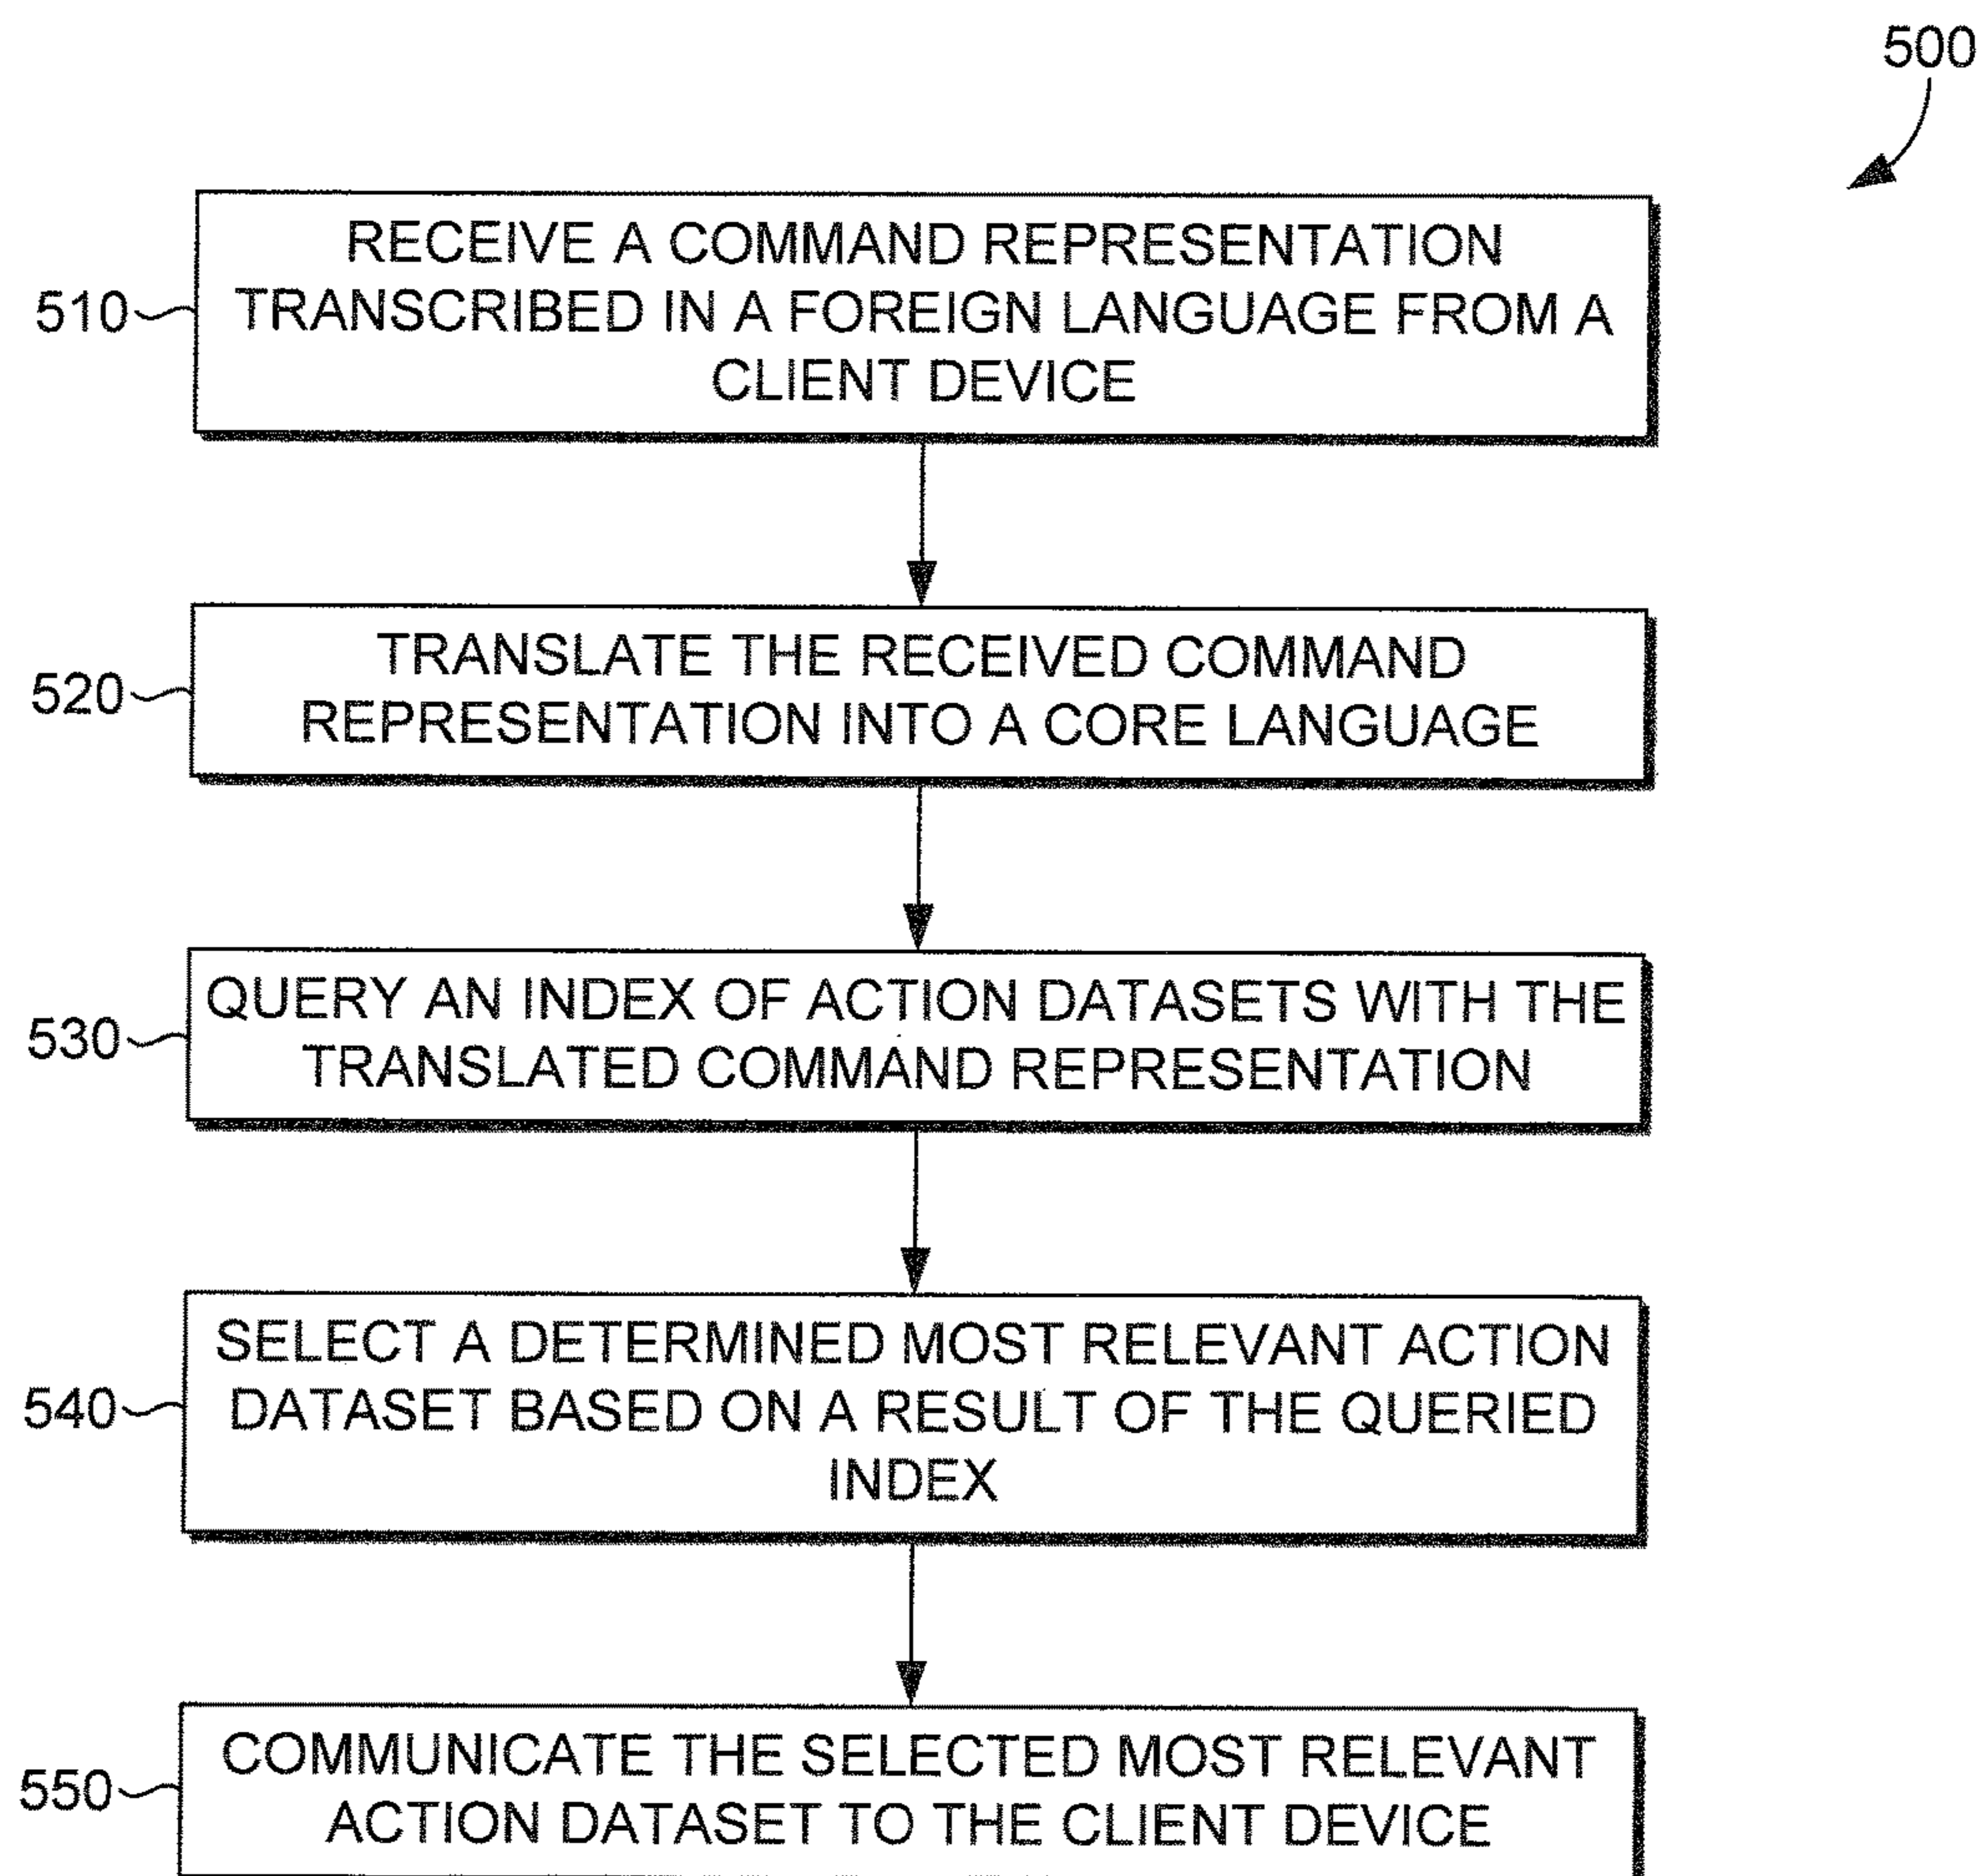 500
RECEIVE A COMMAND REPRESENTATION
510
TRANSCRIBED IN A FOREIGN LANGUAGE FROM A
CLIENT DEVICE
TRANSLATE THE RECEIVED COMMAND
520
REPRESENTATION INTO A CORE LANGUAGE
QUERY AN INDEX OF ACTION DATASETS WITH THE
530
TRANSLATED COMMAND REPRESENTATION
SELECT A DETERMINED MOST RELEVANT ACTION
540
DATASET BASED ON A RESULT OF THE QUERIED
INDEX
COMMUNICATE THE SELECTED MOST RELEVANT
550
ACTION DATASET TO THE CLIENT DEVICE